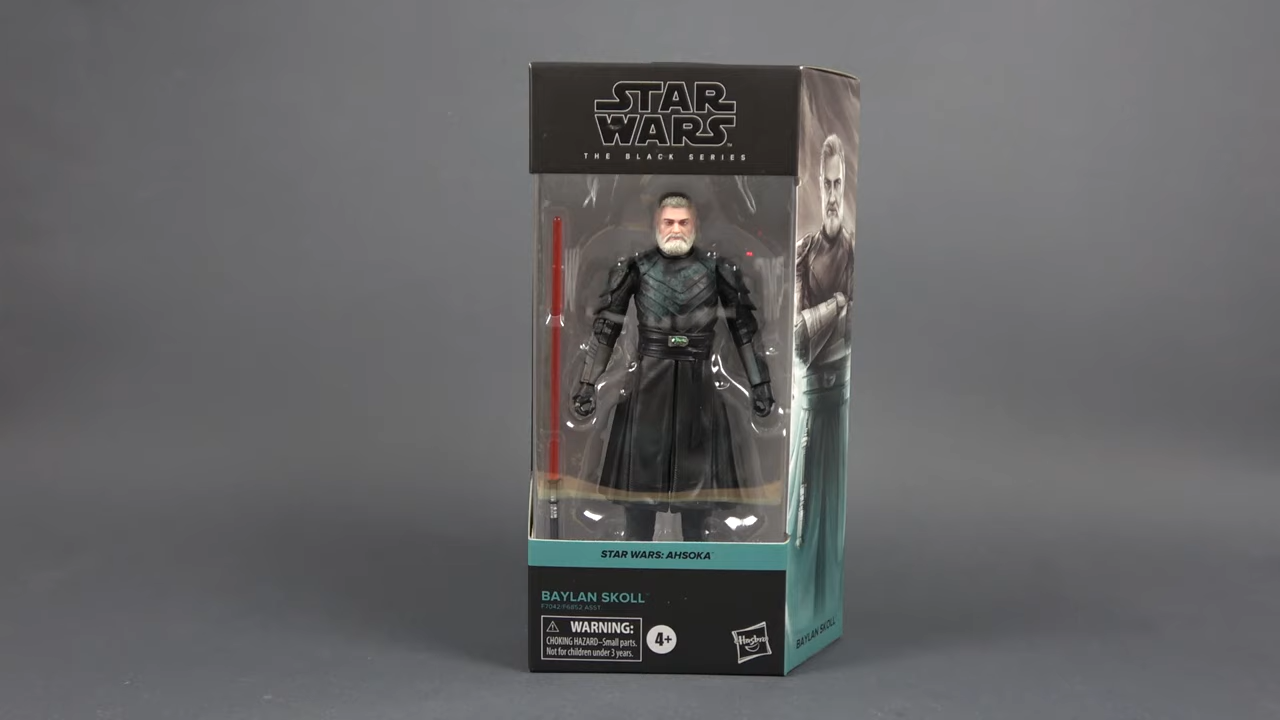 STAR
WARS
THE BLACK SERIES
STAR WARS: AHSOKA
BAYLAN SKOLL™
F7042/F6852 ASST.
⚠ WARNING:
CHOKING HAZARD–Small parts.
Not for children under 3 years.
4+
Hasbro
BAYLAN SKOLL